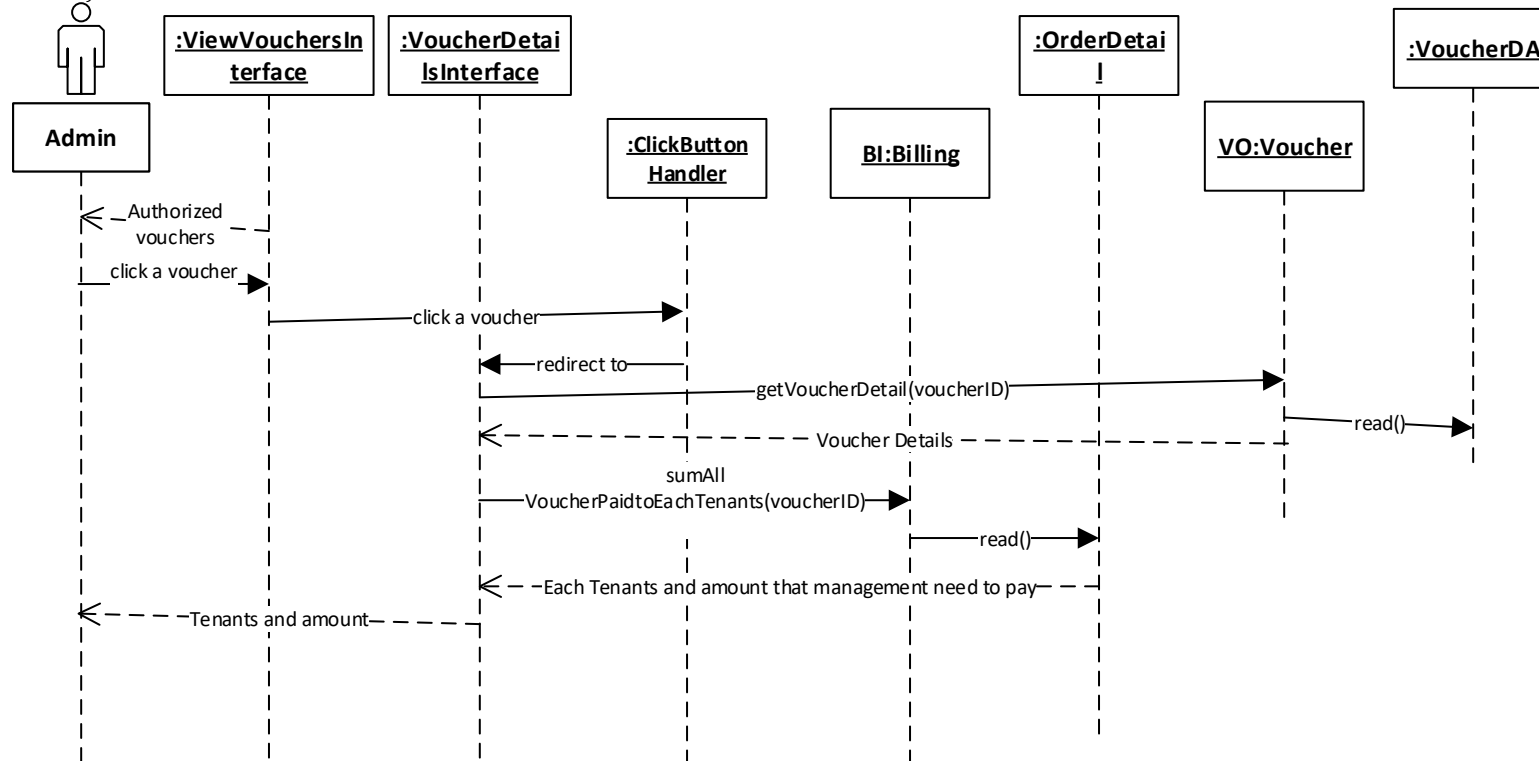 :ViewVouchersIn
terface
:VoucherDetai
lsInterface
:OrderDetai
l
:VoucherDA
Admin
:ClickButton
Handler
BI:Billing
VO:Voucher
Authorized
vouchers
click a voucher
click a voucher
redirect to
getVoucherDetail(voucherID)
read()
Voucher Details
sumAll
VoucherPaidtoEachTenants(voucherID)
read()
Each Tenants and amount that management need to pay
Tenants and amount